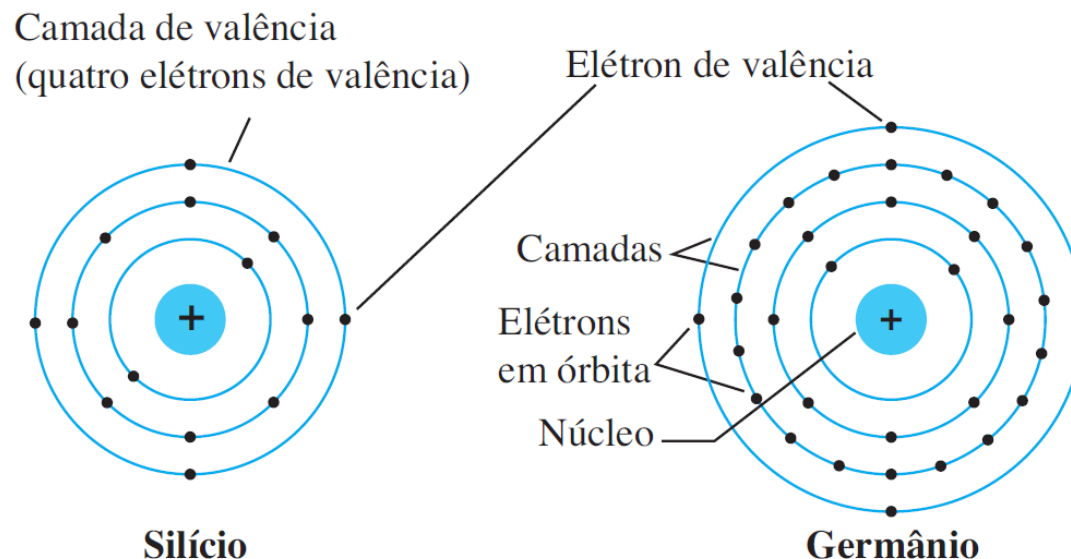 Camada de valência
(quatro elétrons de valência)
Elétron de valência
Camadas
Elétrons
em órbita
Núcleo
+
+
Silício
Germânio